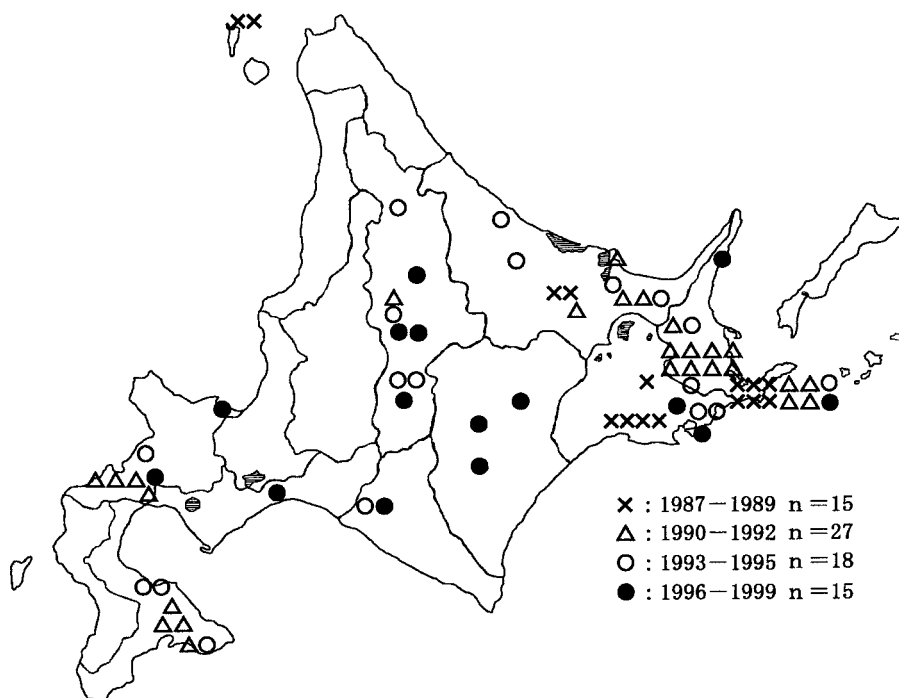 × : 1987−1989 n=15
△ : 1990−1992 n=27
○ : 1993−1995 n=18
● : 1996−1999 n=15